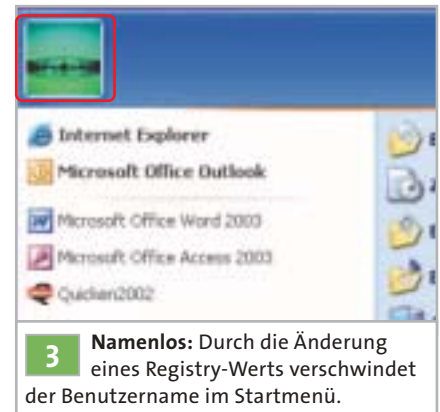 Internet Explorer
Microsoft Office Outlook
Microsoft Office Word 2003
Microsoft Office Access 2003
Quicken2002
3 Namenlos: Durch die Änderung
eines Registry-Werts verschwindet
der Benutzername im Startmenü.